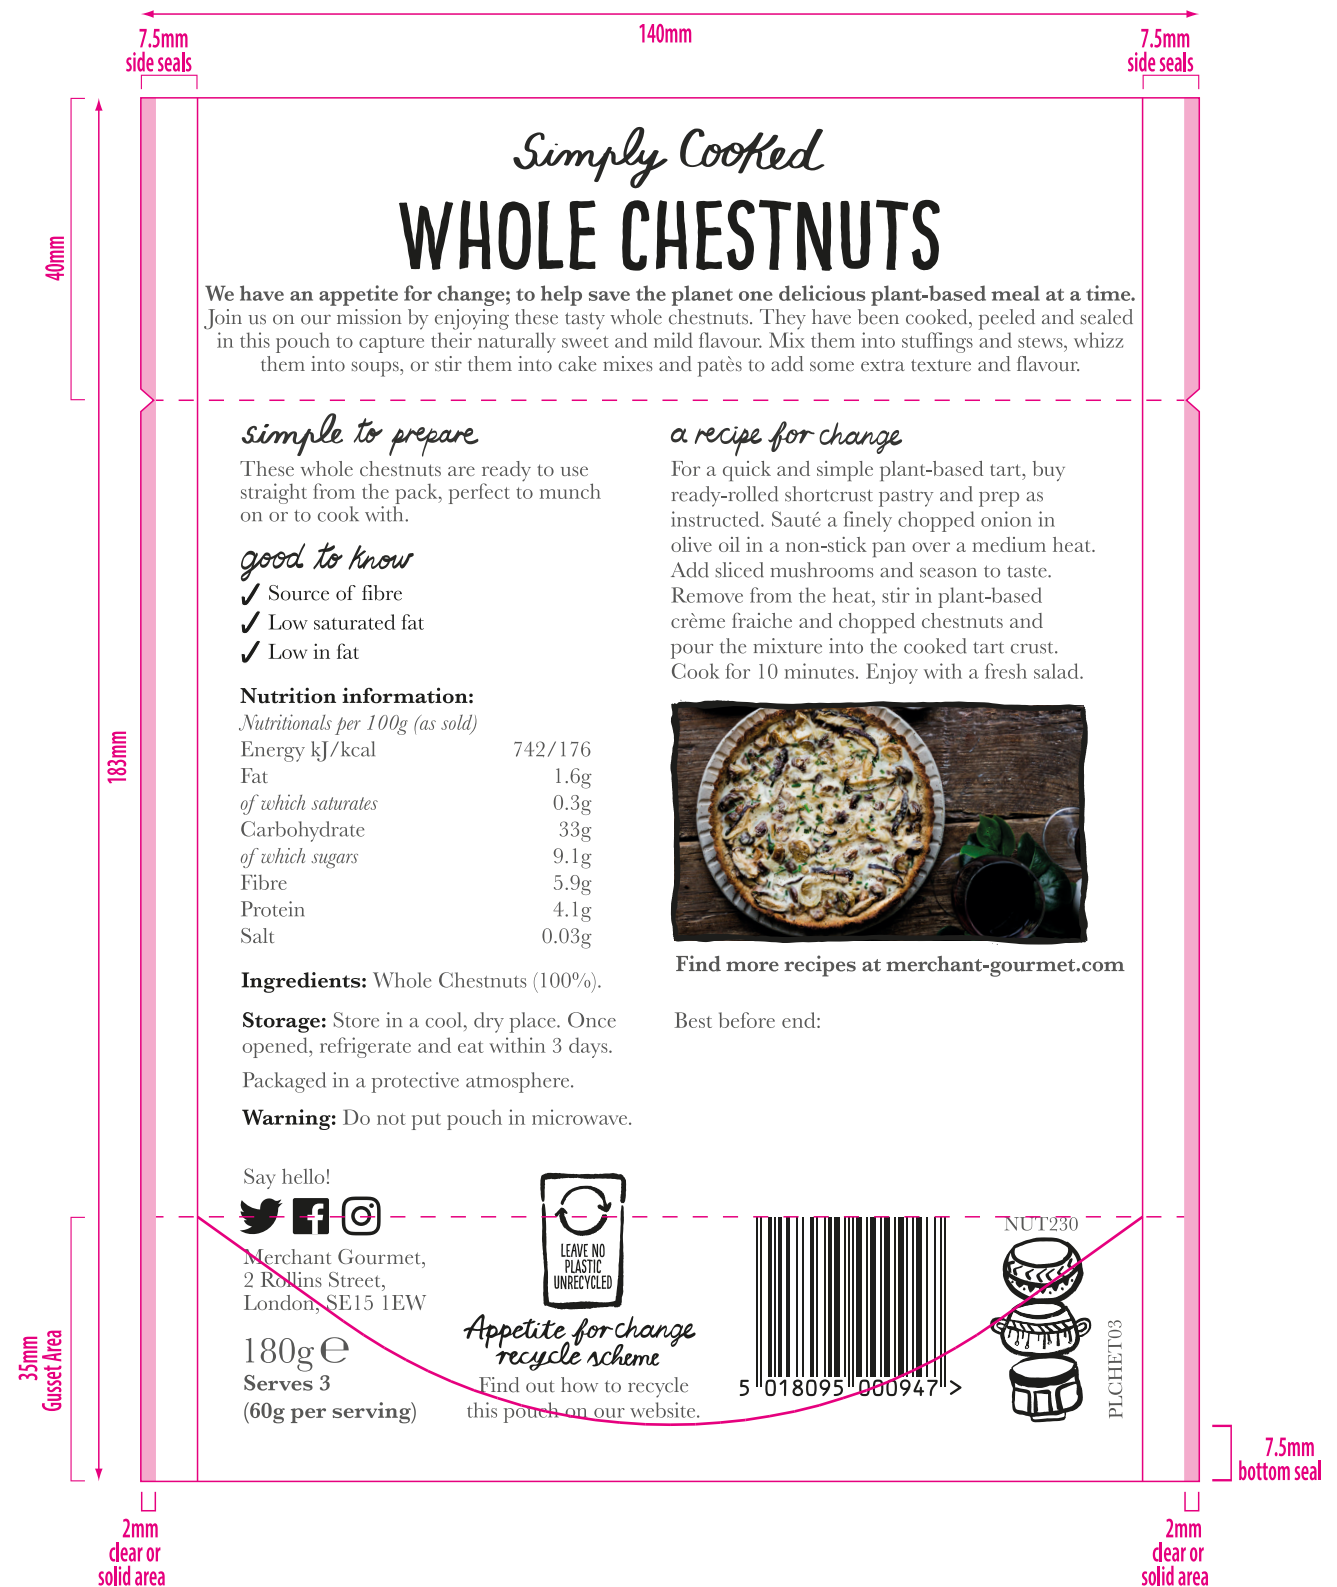 140mm
7.5mm
side seals
7.5mm
side seals
40mm
183mm
Simply Cooked
WHOLE CHESTNUTS
We have an appetite for change; to help save the planet one delicious plant-based meal at a time.
Join us on our mission by enjoying these tasty whole chestnuts. They have been cooked, peeled and sealed
in this pouch to capture their naturally sweet and mild flavour. Mix them into stuffings and stews, whizz
them into soups, or stir them into cake mixes and patès to add some extra texture and flavour.
simple to prepare
These whole chestnuts are ready to use
straight from the pack, perfect to munch
on or to cook with.
good to know
✓ Source of fibre
✓ Low saturated fat
✓ Low in fat
Nutrition information:
Nutritionals per 100g (as sold)
Energy kJ/kcal 742/176
Fat 1.6g
of which saturates 0.3g
Carbohydrate 33g
of which sugars 9.1g
Fibre 5.9g
Protein 4.1g
Salt 0.03g
Ingredients: Whole Chestnuts (100%).
Storage: Store in a cool, dry place. Once
opened, refrigerate and eat within 3 days.
Packaged in a protective atmosphere.
Warning: Do not put pouch in microwave.
a recipe for change
For a quick and simple plant-based tart, buy
ready-rolled shortcrust pastry and prep as
instructed. Sauté a finely chopped onion in
olive oil in a non-stick pan over a medium heat.
Add sliced mushrooms and season to taste.
Remove from the heat, stir in plant-based
crème fraiche and chopped chestnuts and
pour the mixture into the cooked tart crust.
Cook for 10 minutes. Enjoy with a fresh salad.
Find more recipes at merchant-gourmet.com
Best before end:
Say hello!
Merchant Gourmet,
2 Rollins Street,
London, SE15 1EW
180g ℮
Serves 3
(60g per serving)
LEAVE NO
PLASTIC
UNRECYCLED
Appetite for change
recycle scheme
Find out how to recycle
this pouch on our website.
5 018095 000947 >
NUT230
PLCHET03
35mm
Gusset Area
7.5mm
bottom seal
2mm
clear or
solid area
2mm
clear or
solid area